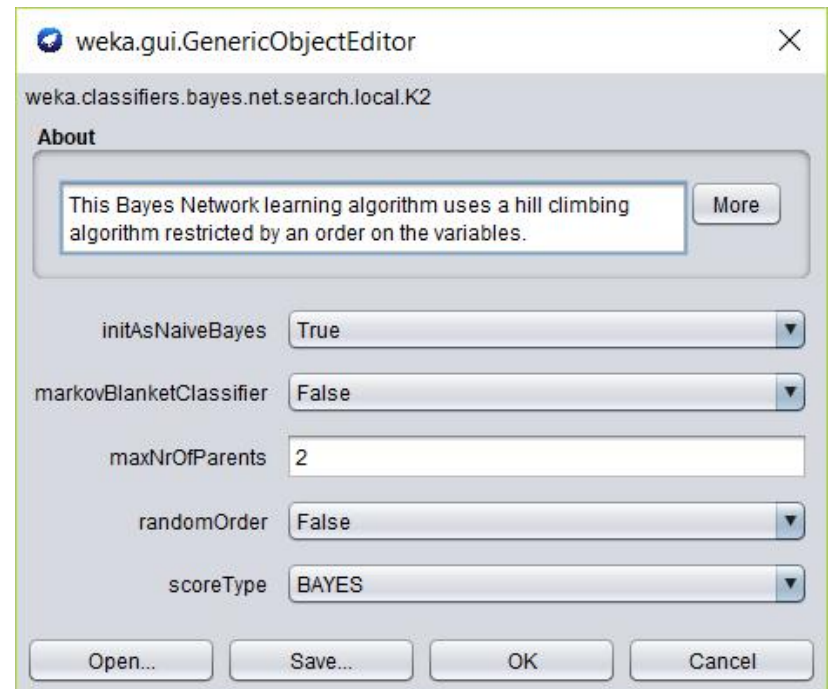 weka.gui.GenericObjectEditor
weka.classifiers.bayes.net.search.local.K2
About
This Bayes Network learning algorithm uses a hill climbing
algorithm restricted by an order on the variables.
More
initAsNaiveBayes True
markovBlanketClassifier False
maxNrOfParents 2
randomOrder False
scoreType BAYES
Open... Save... OK Cancel